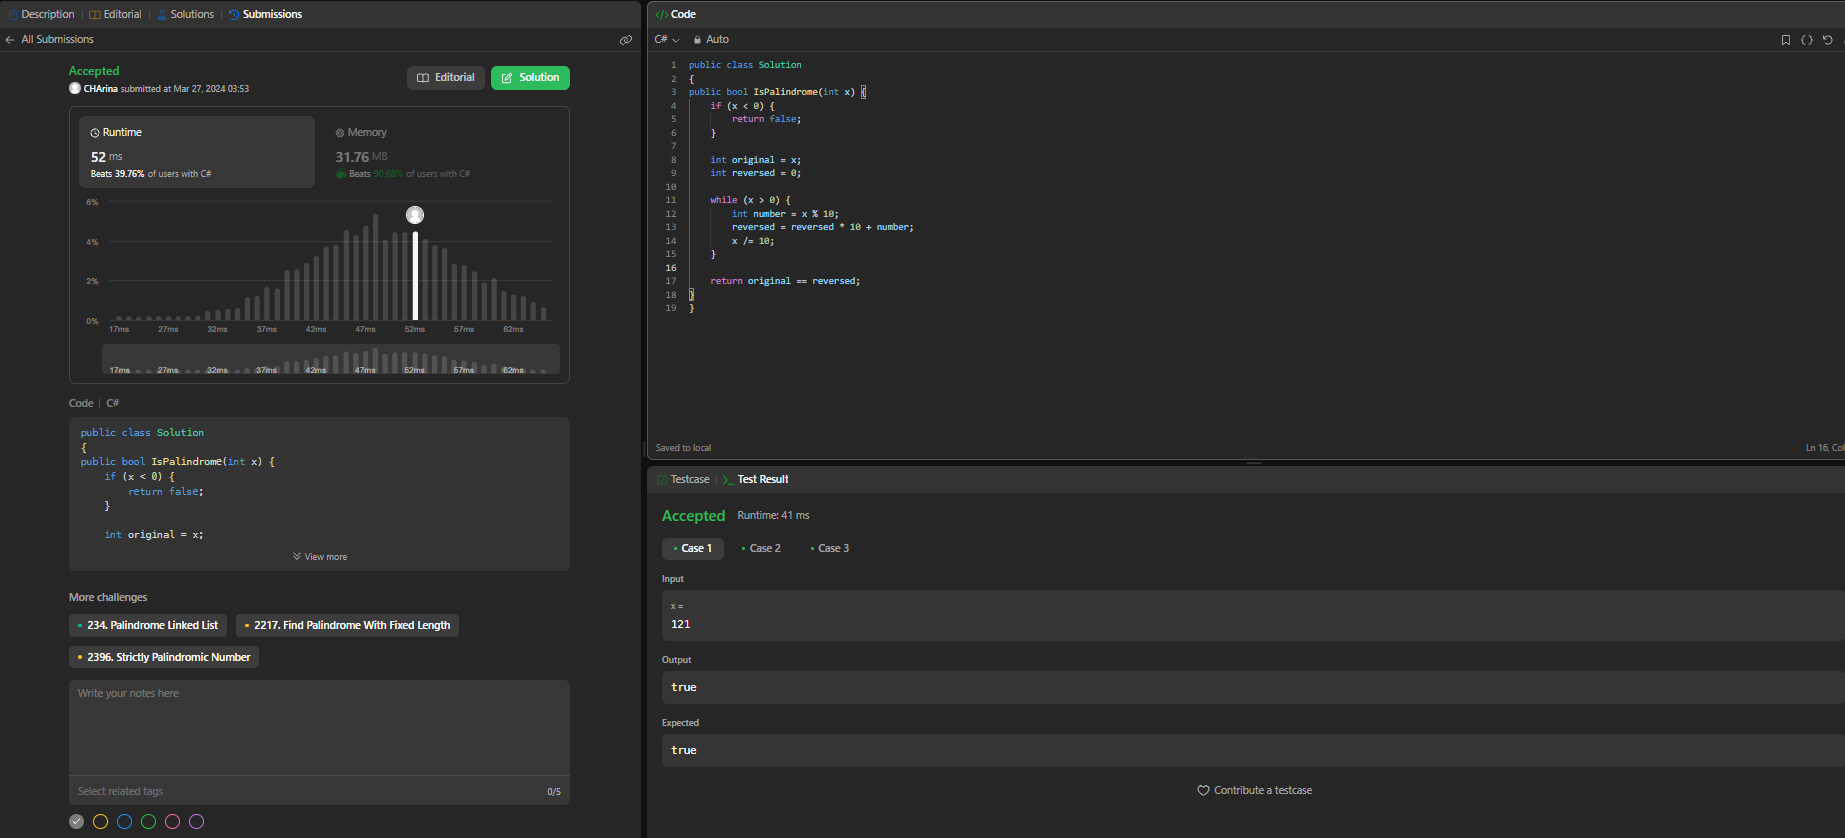 Description | Editorial | Solutions | Submissions
All Submissions
Accepted
CHArina submitted at Mar 27, 2024 03:53
Editorial
Solution
Runtime
52 ms
Beats 39.76% of users with C#
Memory
31.76 MB
Beats 90.68% of users with C#
6%
4%
2%
0%
17ms 27ms 32ms 37ms 42ms 47ms 52ms 57ms 62ms
17ms 27ms 32ms 37ms 42ms 47ms 52ms 57ms 62ms
Code | C#
public class Solution
{
public bool IsPalindrome(int x) {
    if (x < 0) {
        return false;
    }
    int original = x;
View more
More challenges
234. Palindrome Linked List
2217. Find Palindrome With Fixed Length
2396. Strictly Palindromic Number
Write your notes here
Select related tags
0/5
</> Code
C#
Auto
1 public class Solution
2 {
3 public bool IsPalindrome(int x) {
4     if (x < 0) {
5         return false;
6     }
7
8     int original = x;
9     int reversed = 0;
10
11     while (x > 0) {
12         int number = x % 10;
13         reversed = reversed * 10 + number;
14         x /= 10;
15     }
16
17     return original == reversed;
18 }
19 }
Saved to local
Ln 16, Col
Testcase | Test Result
Accepted
Runtime: 41 ms
Case 1
Case 2
Case 3
Input
x =
121
Output
true
Expected
true
Contribute a testcase